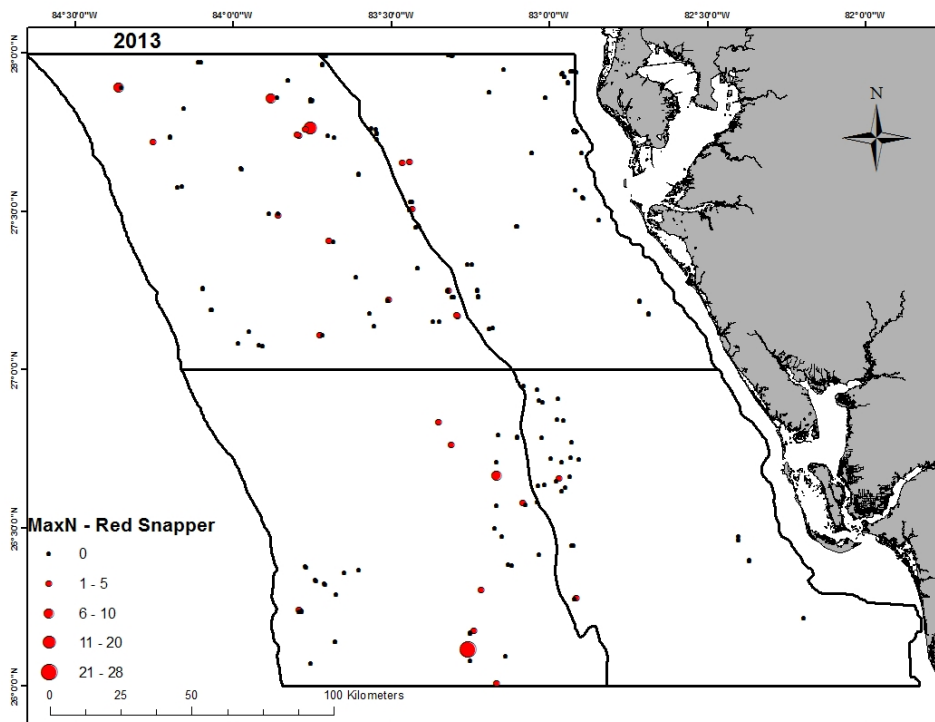 84°30'0"W 84°0'0"W 83°30'0"W 83°0'0"W 82°30'0"W 82°0'0"W
2013
28°0'0"N
N
27°30'0"N
27°0'0"N
26°30'0"N
26°0'0"N
MaxN - Red Snapper
0
1 - 5
6 - 10
11 - 20
21 - 28
0 25 50 100 Kilometers